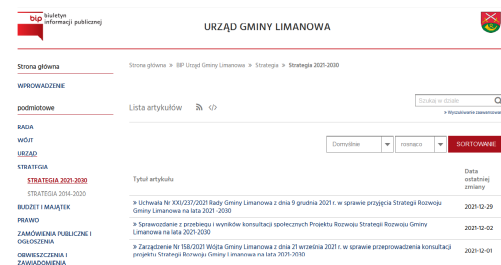 bip
biuletyn
informacji publicznej
URZĄD GMINY LIMANOWA
Strona główna
WPROWADZENIE
podmiotowe
RADA
WÓJT
URZĄD
STRATEGIA
STRATEGIA 2021-2030
STRATEGIA 2014-2020
BUDŻET I MAJĄTEK
PRAWO
ZAMÓWIENIA PUBLICZNE I
OGŁOSZENIA
OBWIESZCZENIA I
ZAWIADOMIENIA
Strona główna » BIP Urząd Gminy Limanowa » Strategia » Strategia 2021-2030
Lista artykułów </>
Szukaj w dziale
» Wyszukiwanie zaawansowane
Domyślnie rosnąco SORTOWANIE
Tytuł artykułu
Data
ostatniej
zmiany
» Uchwała Nr XXI/237/2021 Rady Gminy Limanowa z dnia 9 grudnia 2021 r. w sprawie przyjęcia Strategii Rozwoju
Gminy Limanowa na lata 2021 -2030
2021-12-29
» Sprawozdanie z przebiegu i wyników konsultacji społecznych Projektu Rozwoju Strategii Rozwoju Gminy
Limanowa na lata 2021-2030
2021-12-02
» Zarządzenie Nr 158/2021 Wójta Gminy Limanowa z dnia 21 września 2021 r. w sprawie przeprowadzenia konsultacji
projektu Strategii Rozwoju Gminy Limanowa na lata 2021-2030
2021-12-01